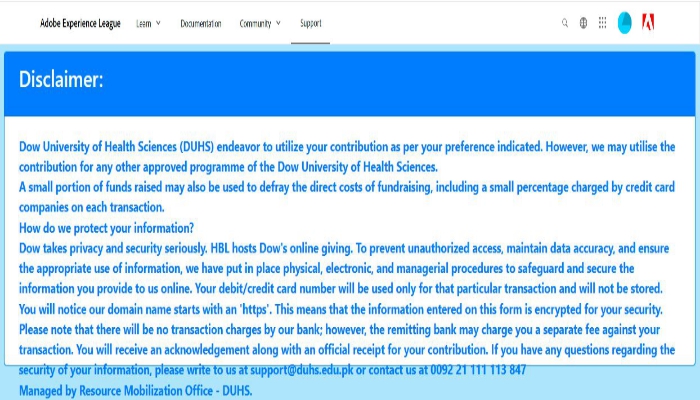 Adobe Experience League Learn Documentation Community Support
Disclaimer:
Dow University of Health Sciences (DUHS) endeavor to utilize your contribution as per your preference indicated. However, we may utilise the
contribution for any other approved programme of the Dow University of Health Sciences.
A small portion of funds raised may also be used to defray the direct costs of fundraising, including a small percentage charged by credit card
companies on each transaction.
How do we protect your information?
Dow takes privacy and security seriously. HBL hosts Dow's online giving. To prevent unauthorized access, maintain data accuracy, and ensure
the appropriate use of information, we have put in place physical, electronic, and managerial procedures to safeguard and secure the
information you provide to us online. Your debit/credit card number will be used only for that particular transaction and will not be stored.
You will notice our domain name starts with an 'https'. This means that the information entered on this form is encrypted for your security.
Please note that there will be no transaction charges by our bank; however, the remitting bank may charge you a separate fee against your
transaction. You will receive an acknowledgement along with an official receipt for your contribution. If you have any questions regarding the
security of your information, please write to us at support@duhs.edu.pk or contact us at 0092 21 111 113 847
Managed by Resource Mobilization Office - DUHS.